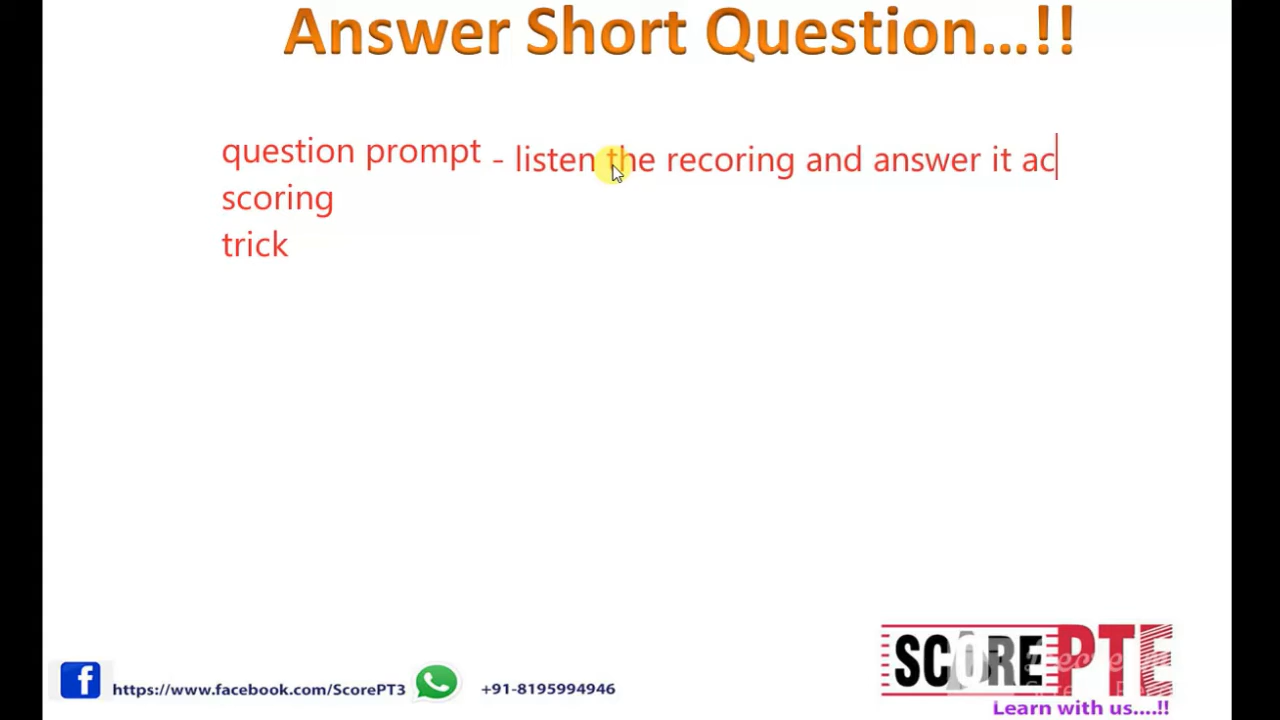 Answer Short Question...!!
question prompt - listen the recoring and answer it ac
scoring
trick
SCORE PTE
https://www.facebook.com/ScorePT3 +91-8195994946
Learn with us....!!